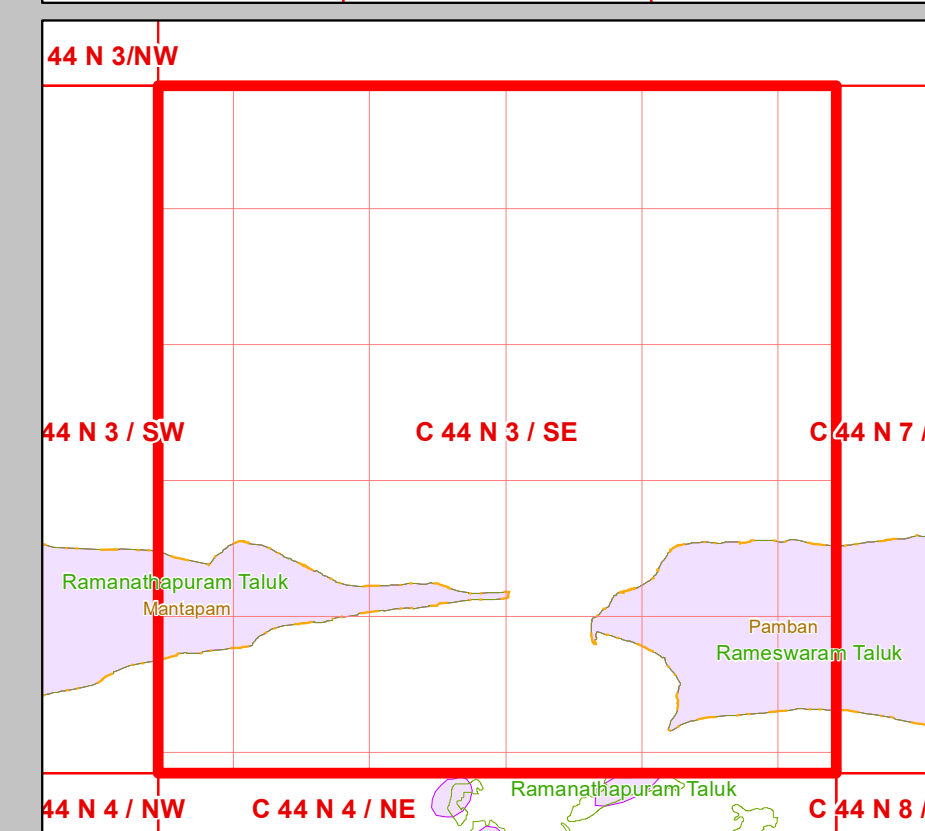 44 N 3/NW
44 N 3 / SW
C 44 N 3 / SE
C 44 N 7 /
Ramanathapuram Taluk
Mantapam
Pamban
Rameswaram Taluk
Ramanathapuram Taluk
44 N 4 / NW
C 44 N 4 / NE
C 44 N 8 /